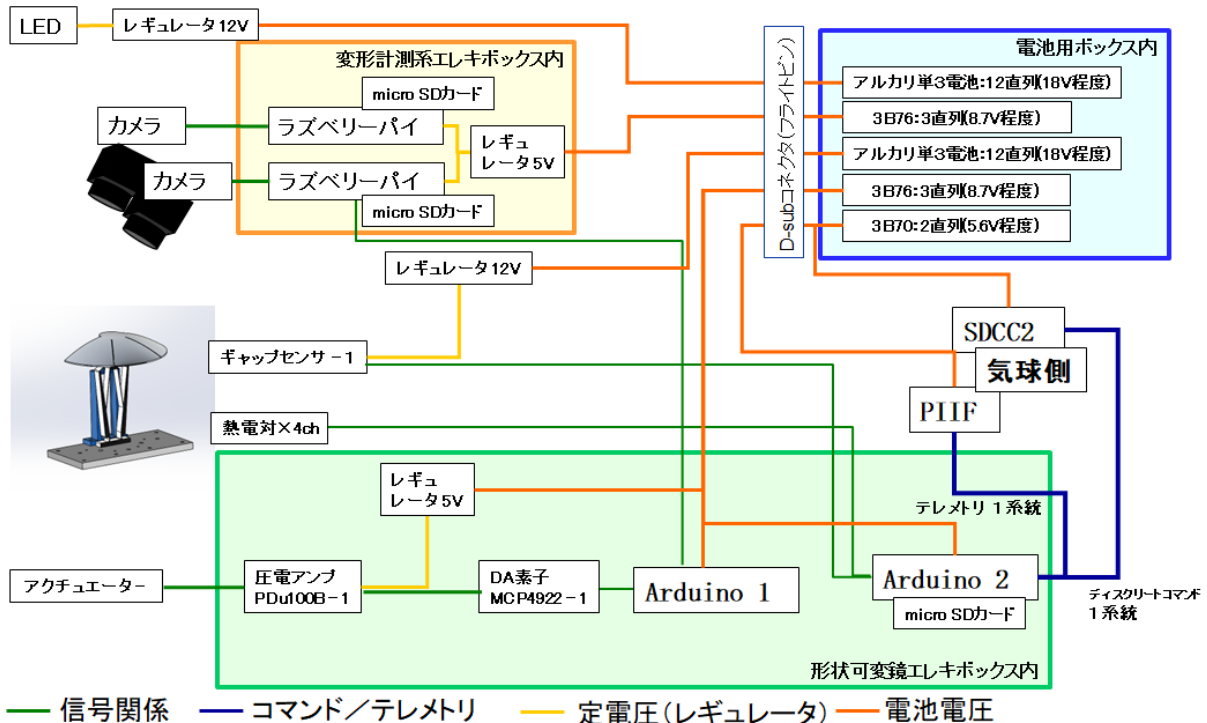 LED
レギュレータ12V
変形計測系エレキボックス内
micro SDカード
カメラ
ラズベリーパイ
レギュ
レータ5V
カメラ
ラズベリーパイ
micro SDカード
D-subコネクタ(フライトピン)
電池用ボックス内
アルカリ単3電池:12直列(18V程度)
3B76:3直列(8.7V程度)
アルカリ単3電池:12直列(18V程度)
3B76:3直列(8.7V程度)
3B70:2直列(5.6V程度)
レギュレータ12V
SDCC2
気球側
PIIF
ギャップセンサ-1
熱電対×4ch
レギュ
レータ5V
テレメトリ 1系統
アクチュエーター
圧電アンプ
PDu100B-1
DA素子
MCP4922-1
Arduino 1
Arduino 2
micro SDカード
ディスクリートコマンド
1系統
形状可変鏡エレキボックス内
信号関係
コマンド/テレメトリ
定電圧(レギュレータ)
電池電圧